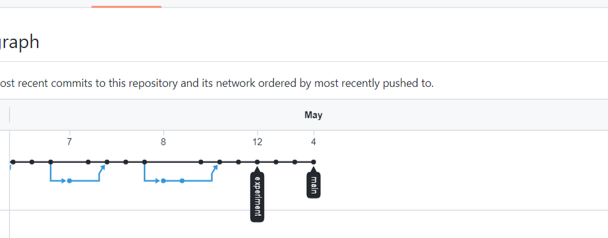 graph
ost recent commits to this repository and its network ordered by most recently pushed to.
May
7 8 12 4
experiment main